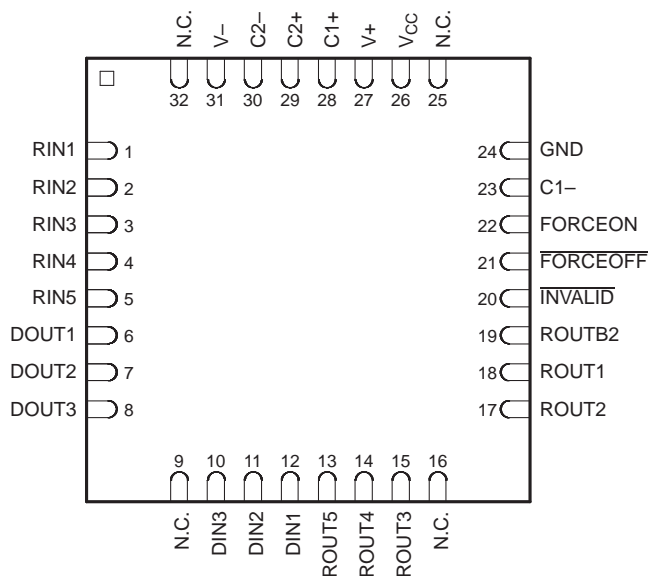 N.C.
V–
C2–
C2+
C1+
V+
VCC
N.C.
32
31
30
29
28
27
26
25
RIN1 1
RIN2 2
RIN3 3
RIN4 4
RIN5 5
DOUT1 6
DOUT2 7
DOUT3 8
24 GND
23 C1–
22 FORCEON
21 FORCEOFF
20 INVALID
19 ROUTB2
18 ROUT1
17 ROUT2
9
10
11
12
13
14
15
16
N.C.
DIN3
DIN2
DIN1
ROUT5
ROUT4
ROUT3
N.C.